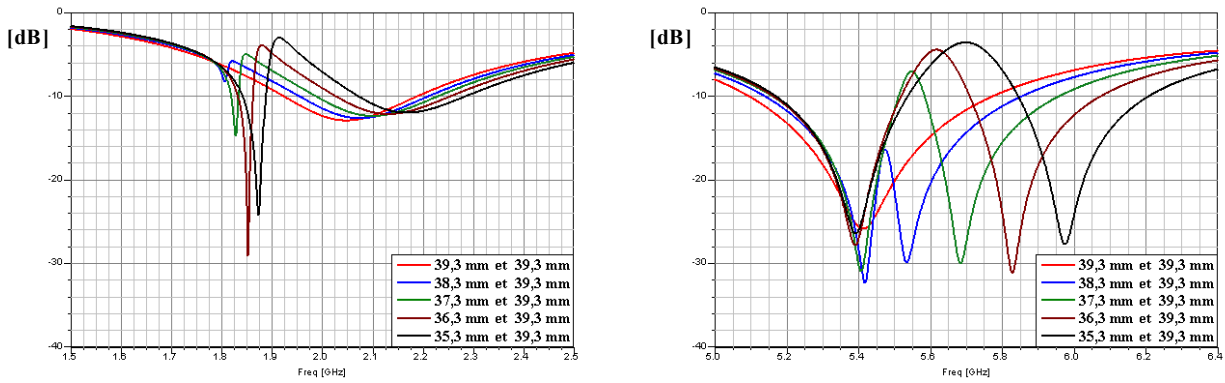 [dB]
0
-10
-20
-30
-40
1.5
1.6
1.7
1.8
1.9
2.0
2.1
2.2
2.3
2.4
2.5
Freq [GHz]
39,3 mm et 39,3 mm
38,3 mm et 39,3 mm
37,3 mm et 39,3 mm
36,3 mm et 39,3 mm
35,3 mm et 39,3 mm
[dB]
0
-10
-20
-30
-40
5.0
5.2
5.4
5.6
5.8
6.0
6.2
6.4
Freq [GHz]
39,3 mm et 39,3 mm
38,3 mm et 39,3 mm
37,3 mm et 39,3 mm
36,3 mm et 39,3 mm
35,3 mm et 39,3 mm